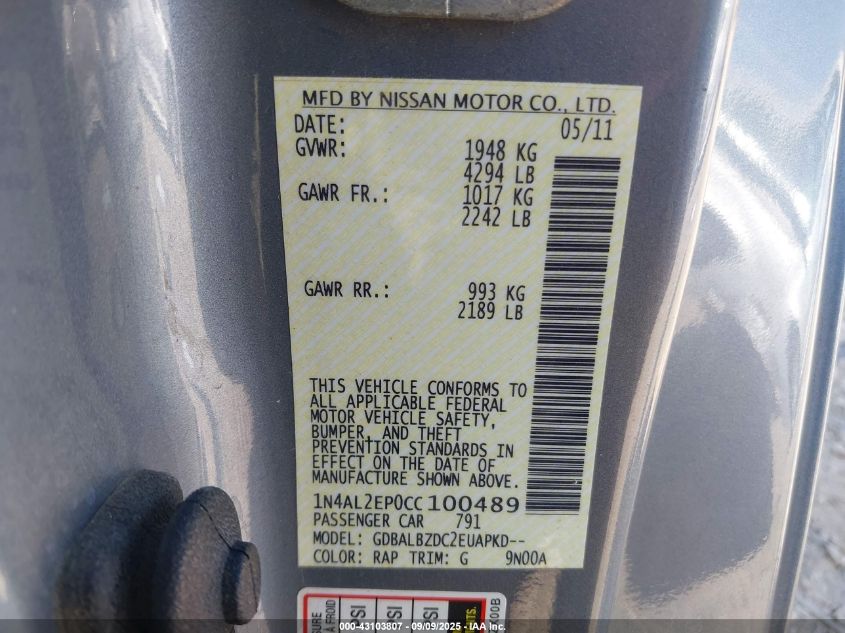 MFD BY NISSAN MOTOR CO., LTD.
DATE: 05/11
GVWR: 1948 KG
4294 LB
GAWR FR.: 1017 KG
2242 LB
GAWR RR.: 993 KG
2189 LB
THIS VEHICLE CONFORMS TO
ALL APPLICABLE FEDERAL
MOTOR VEHICLE SAFETY,
BUMPER, AND THEFT
PREVENTION STANDARDS IN
EFFECT ON THE DATE OF
MANUFACTURE SHOWN ABOVE.
1N4AL2EP0CC100489
PASSENGER CAR 791
MODEL: GDBALBZDC2EUAPKD--
COLOR: RAP TRIM: G 9N00A
000-43103807 - 09/09/2025 - IAA Inc.